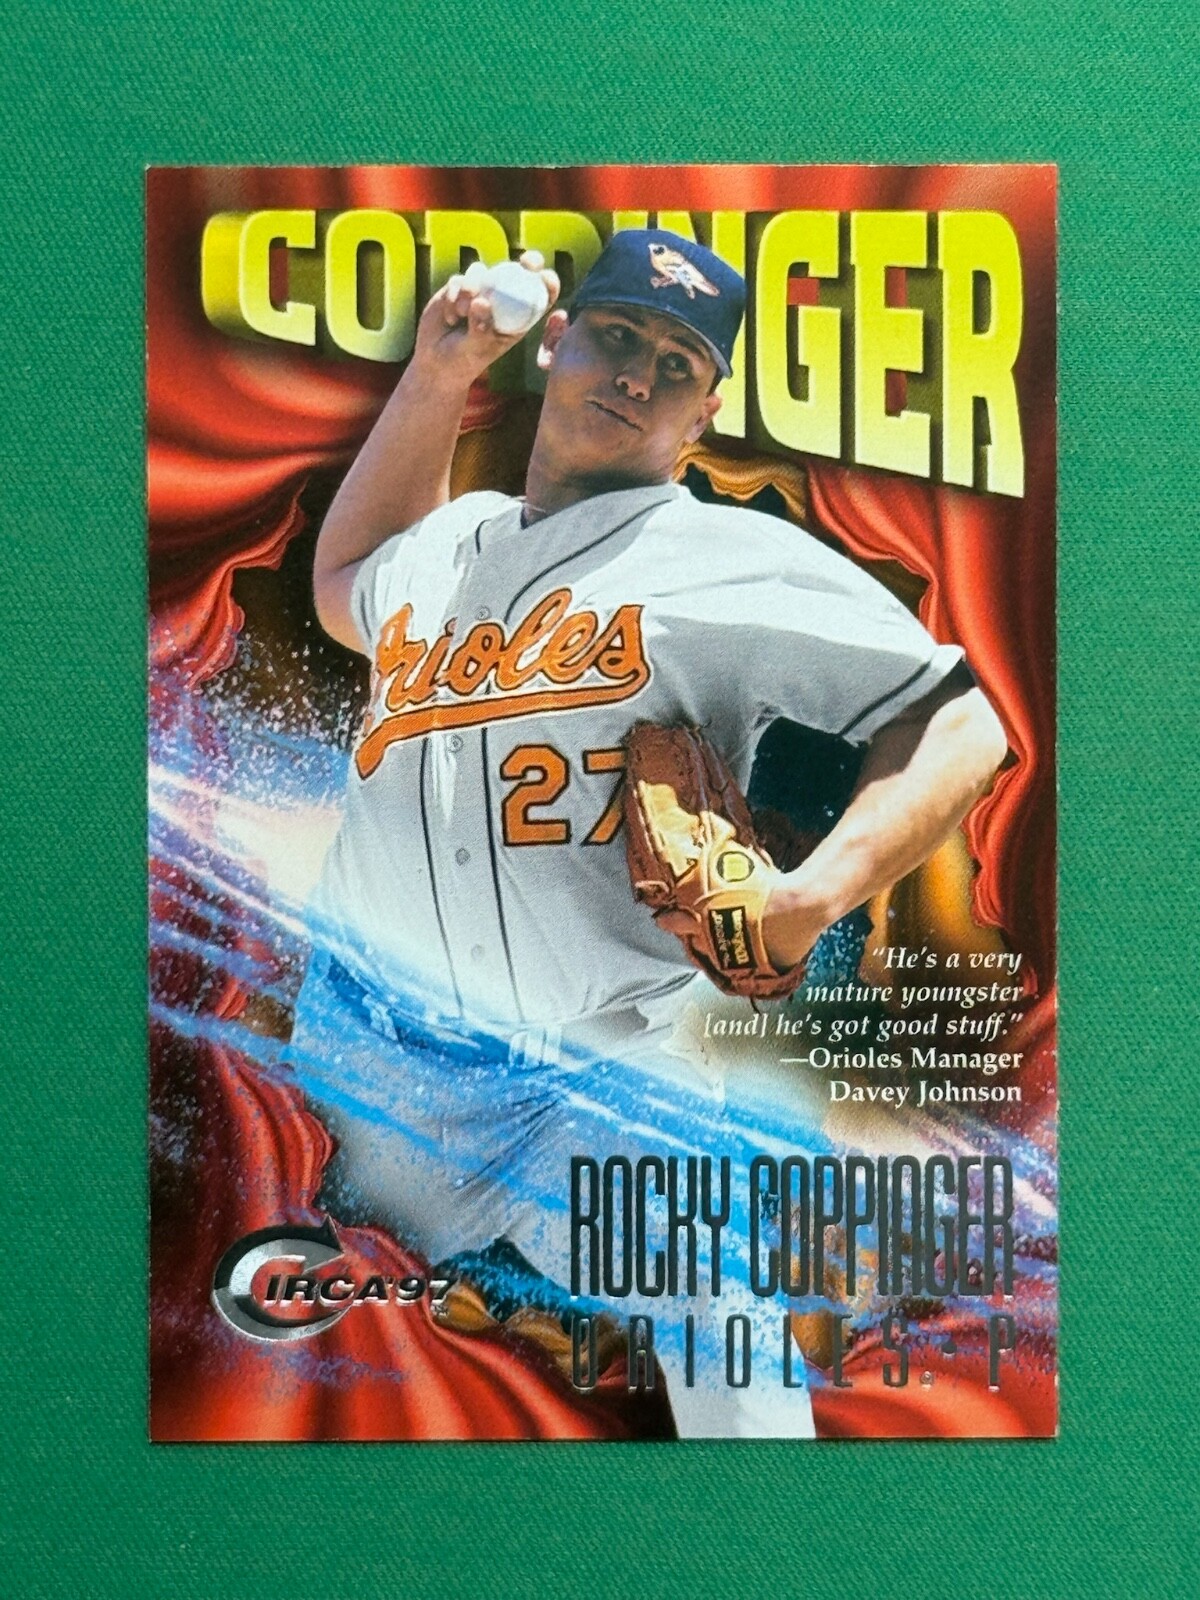 COPPINGER
Orioles
27
Wilson
"He's a very
mature youngster
[and] he's got good stuff."
—Orioles Manager
Davey Johnson
ROCKY COPPINGER
ORIOLES • P
CIRCA '97